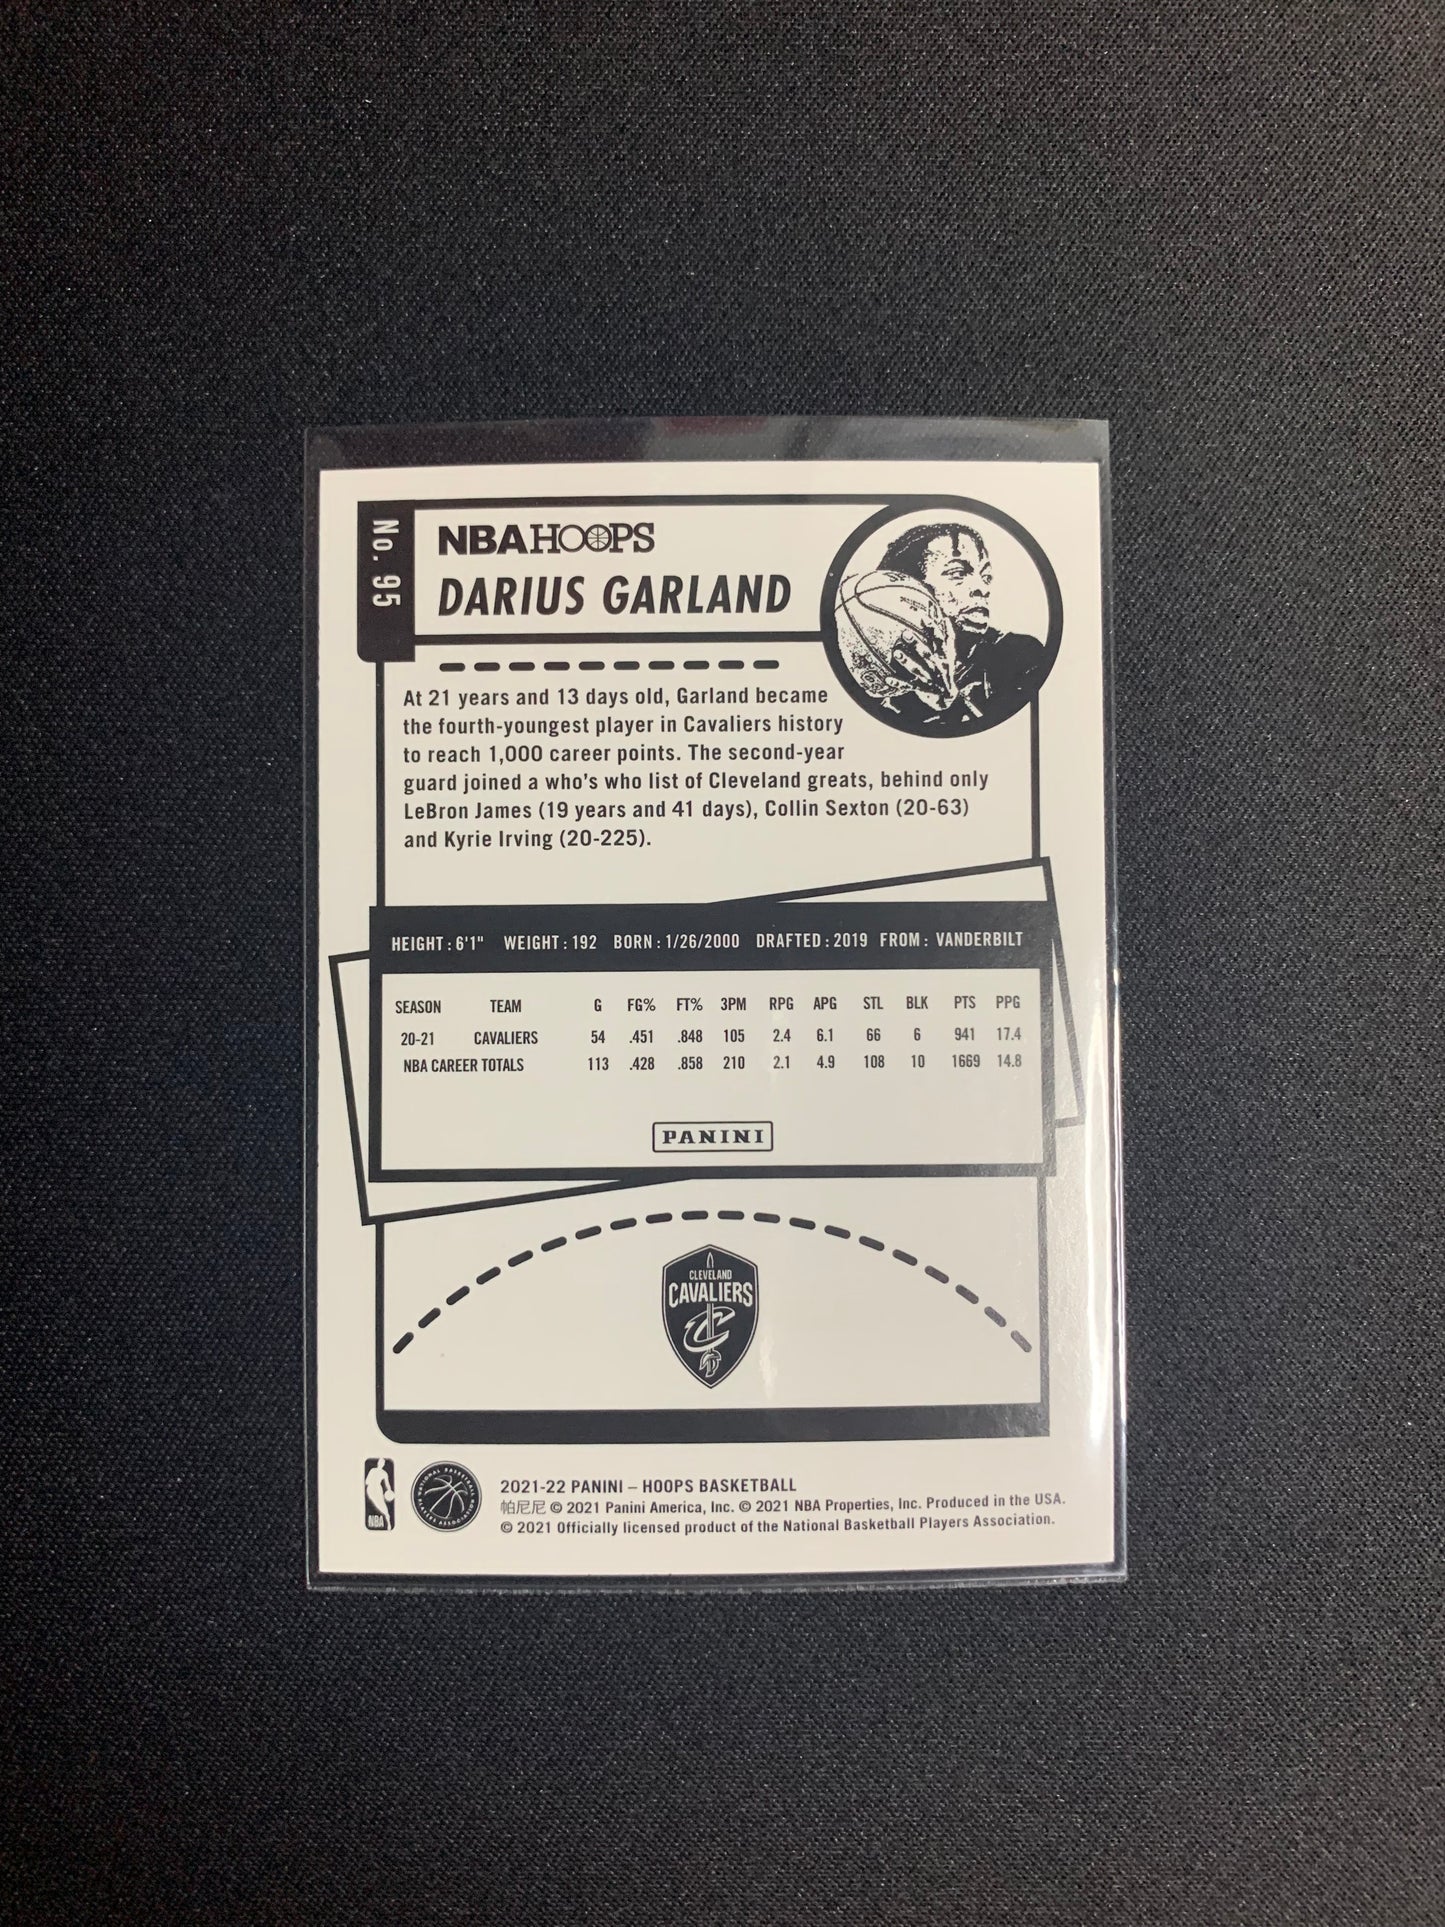 No. 95
NBA HOOPS
DARIUS GARLAND
At 21 years and 13 days old, Garland became
the fourth-youngest player in Cavaliers history
to reach 1,000 career points. The second-year
guard joined a who's who list of Cleveland greats, behind only
LeBron James (19 years and 41 days), Collin Sexton (20-63)
and Kyrie Irving (20-225).
HEIGHT : 6'1" WEIGHT : 192 BORN : 1/26/2000 DRAFTED : 2019 FROM : VANDERBILT
SEASON TEAM G FG% FT% 3PM RPG APG STL BLK PTS PPG
20-21 CAVALIERS 54 .451 .848 105 2.4 6.1 66 6 941 17.4
NBA CAREER TOTALS 113 .428 .858 210 2.1 4.9 108 10 1669 14.8
PANINI
CLEVELAND
CAVALIERS
NBA
NATIONAL BASKETBALL PLAYERS ASSOCIATION
2021-22 PANINI – HOOPS BASKETBALL
帕尼尼 © 2021 Panini America, Inc. © 2021 NBA Properties, Inc. Produced in the USA.
© 2021 Officially licensed product of the National Basketball Players Association.